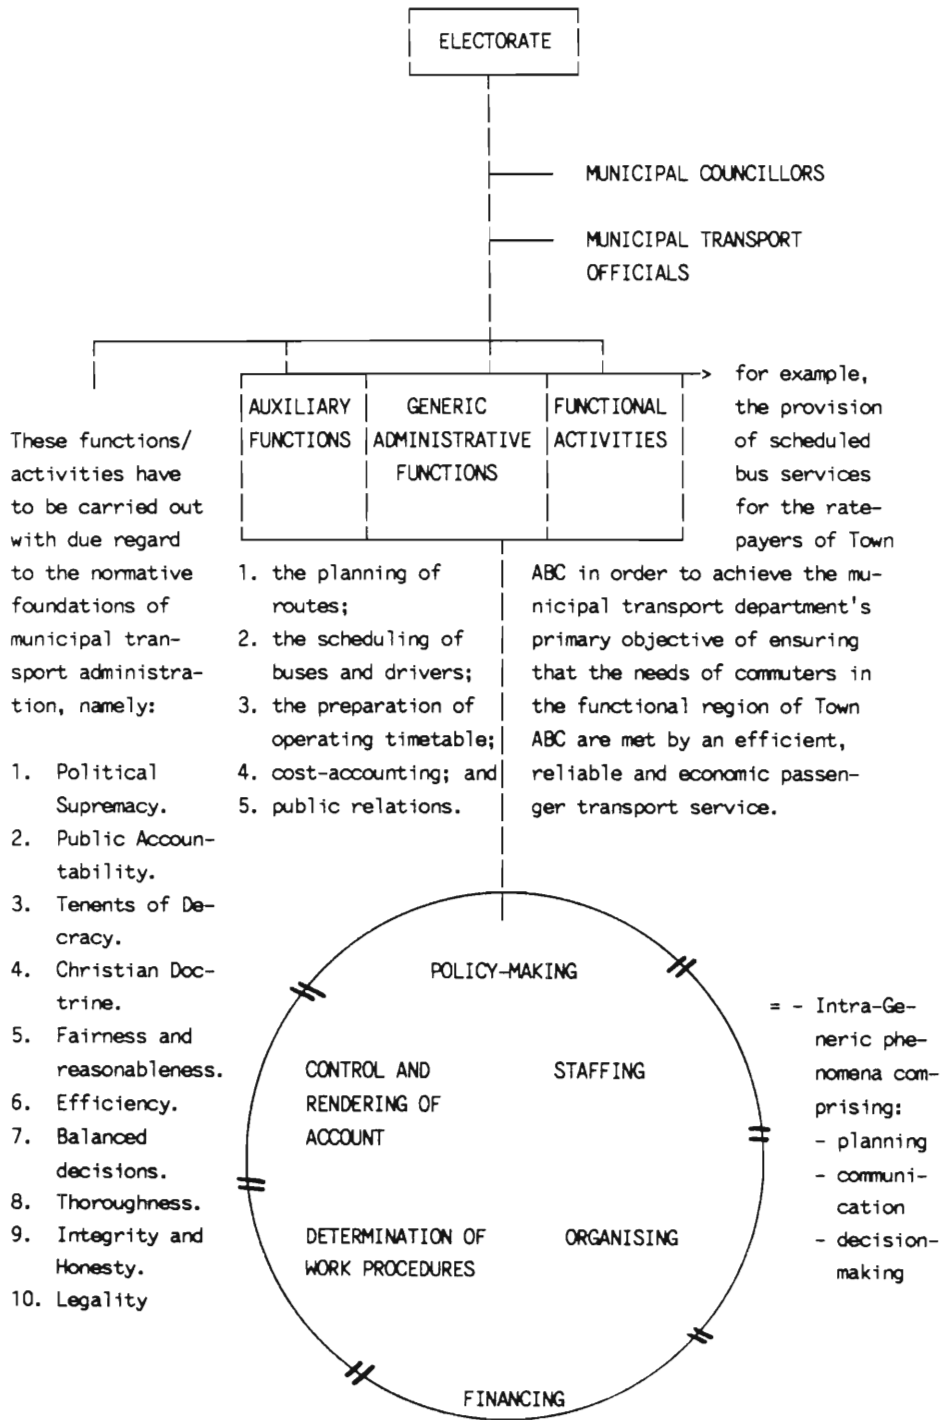 ELECTORATE
MUNICIPAL COUNCILLORS
MUNICIPAL TRANSPORT
OFFICIALS
These functions/
activities have
to be carried out
with due regard
to the normative
foundations of
municipal tran-
sport administra-
tion, namely:
1. Political
Supremacy.
2. Public Accoun-
tability.
3. Tenents of De-
cracy.
4. Christian Doc-
trine.
5. Fairness and
reasonableness.
6. Efficiency.
7. Balanced
decisions.
8. Thoroughness.
9. Integrity and
Honesty.
10. Legality
AUXILIARY
FUNCTIONS
GENERIC
ADMINISTRATIVE
FUNCTIONS
FUNCTIONAL
ACTIVITIES
1. the planning of
routes;
2. the scheduling of
buses and drivers;
3. the preparation of
operating timetable;
4. cost-accounting; and
5. public relations.
for example,
the provision
of scheduled
bus services
for the rate-
payers of Town
ABC in order to achieve the mu-
nicipal transport department's
primary objective of ensuring
that the needs of commuters in
the functional region of Town
ABC are met by an efficient,
reliable and economic passen-
ger transport service.
POLICY-MAKING
CONTROL AND
RENDERING OF
ACCOUNT
STAFFING
DETERMINATION OF
WORK PROCEDURES
ORGANISING
FINANCING
= - Intra-Ge-
neric phe-
nomena com-
prising:
- planning
- communi-
cation
- decision-
making